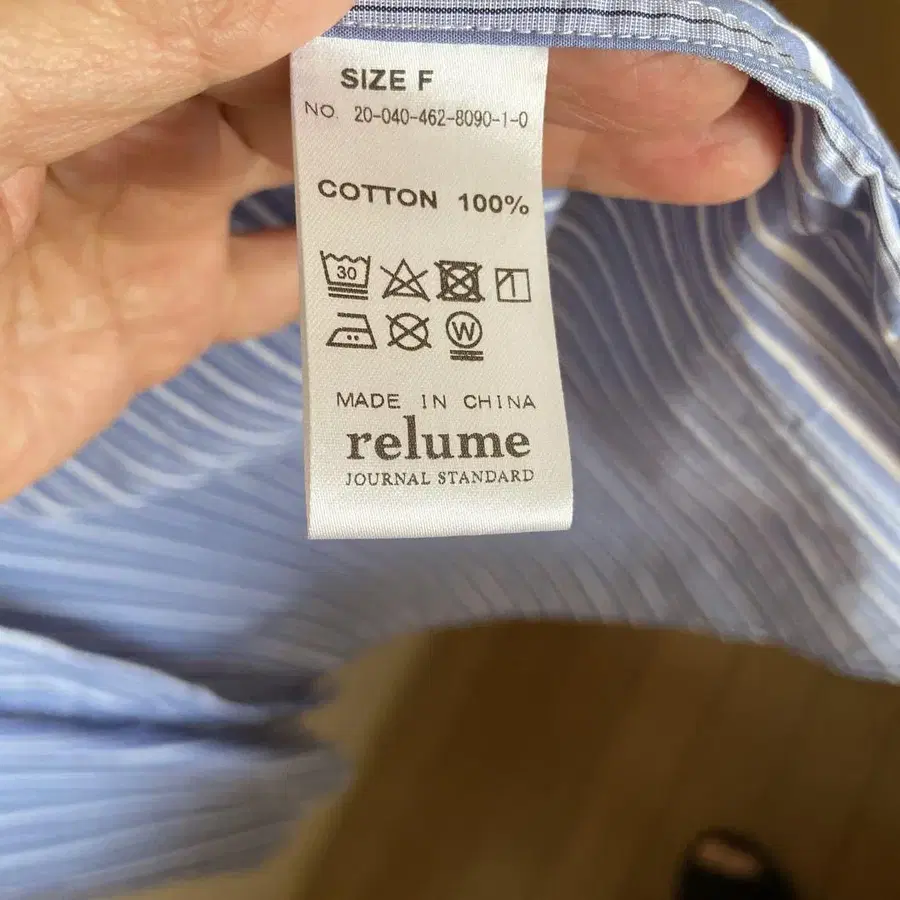 SIZE F
NO. 20-040-462-8090-1-0
COTTON 100%
30
W
MADE IN CHINA
relume
JOURNAL STANDARD